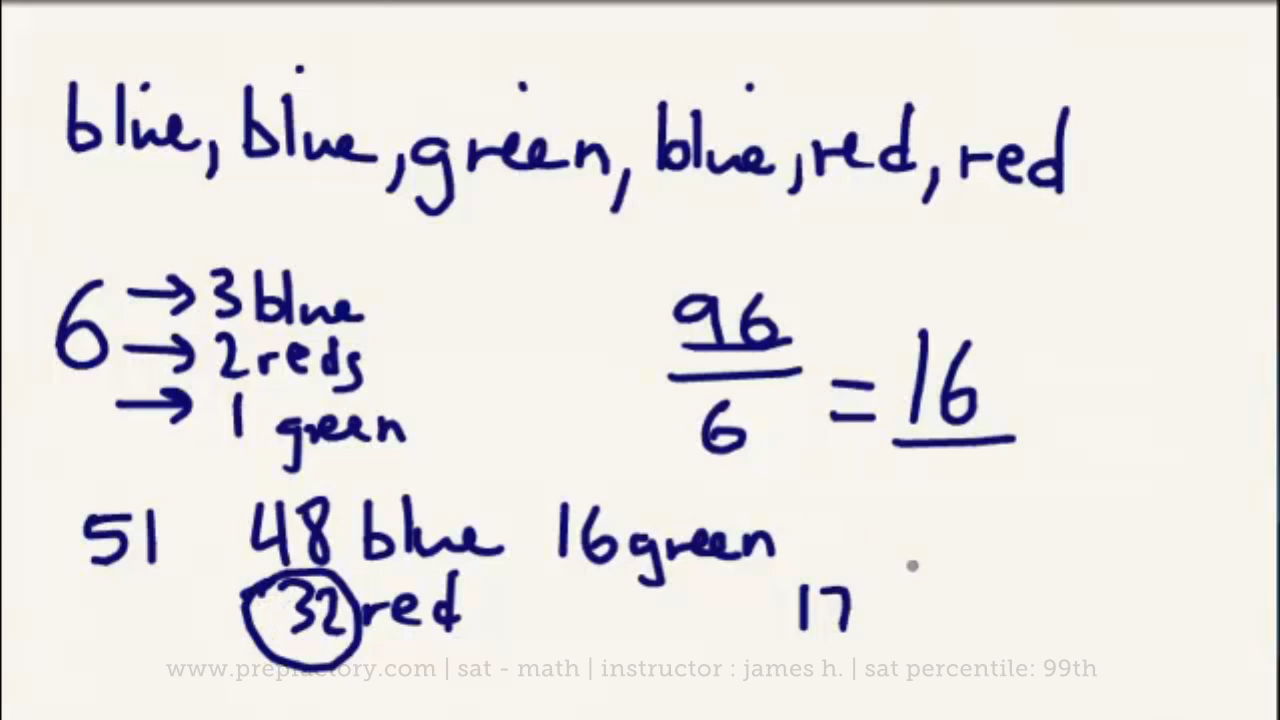 blue, blue, green, blue, red, red
6 → 3 blue
→ 2 reds
→ 1 green
96
6
= 16
51 48 blue 16 green
32 red 17
www.prepfactory.com | sat - math | instructor : james h. | sat percentile: 99th